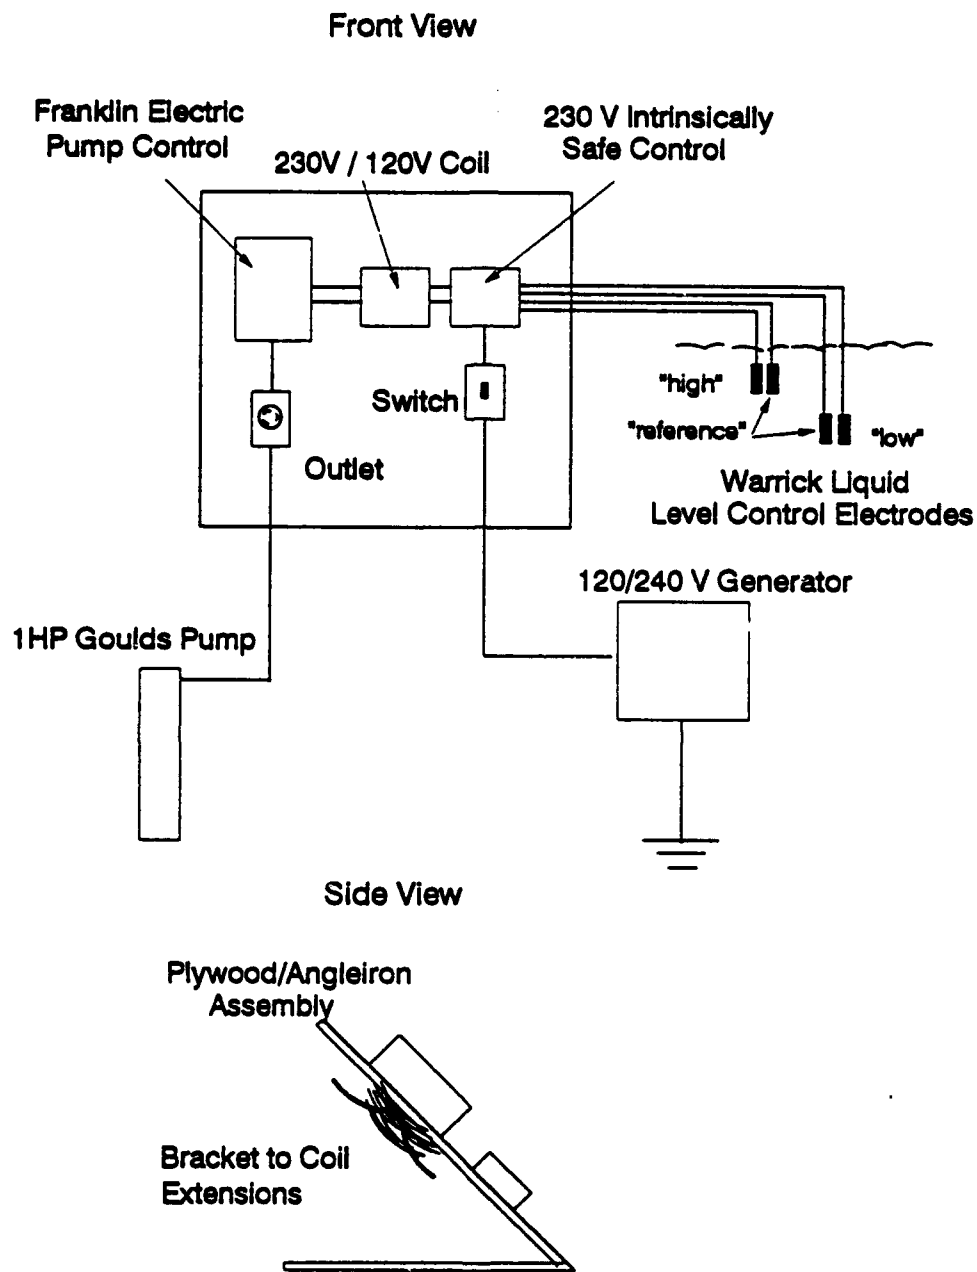 Front View
Franklin Electric
Pump Control
230V / 120V Coil
230 V Intrinsically
Safe Control
"high"
Switch
"reference"
"low"
Outlet
Warrick Liquid
Level Control Electrodes
120/240 V Generator
1HP Goulds Pump
Side View
Plywood/Angleiron
Assembly
Bracket to Coil
Extensions